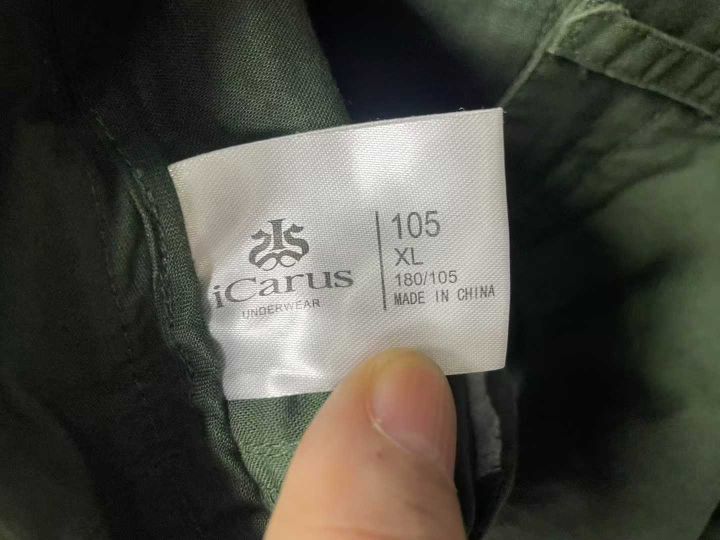 iCarus
UNDERWEAR
105
XL
180/105
MADE IN CHINA